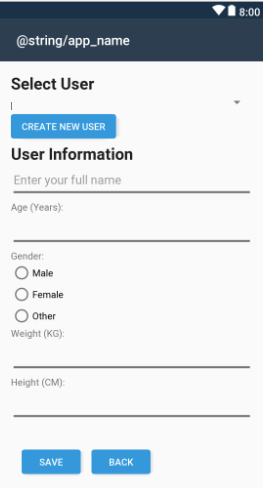 8:00
@string/app_name
Select User
CREATE NEW USER
User Information
Enter your full name
Age (Years):
Gender:
Male
Female
Other
Weight (KG):
Height (CM):
SAVE BACK